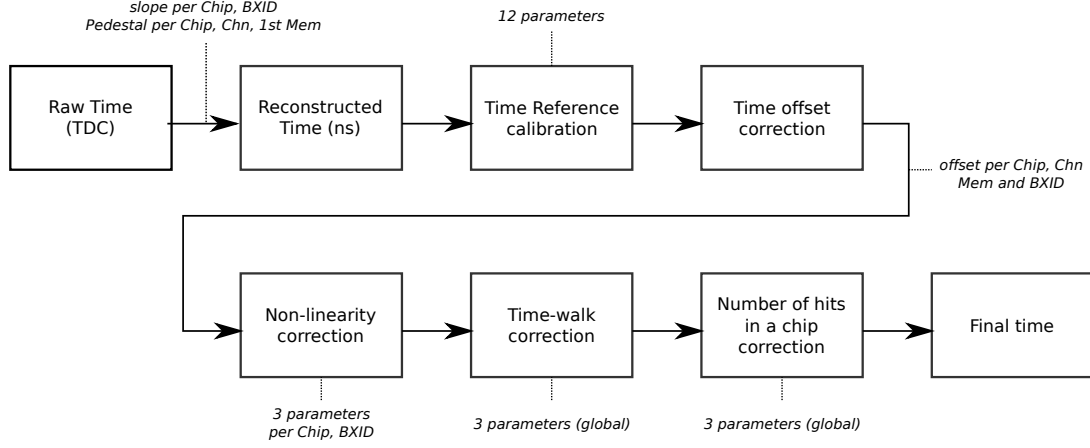 slope per Chip, BXID
Pedestal per Chip, Chn, 1st Mem
12 parameters
Raw Time
(TDC)
Reconstructed
Time (ns)
Time Reference
calibration
Time offset
correction
offset per Chip, Chn
Mem and BXID
Non-linearity
correction
Time-walk
correction
Number of hits
in a chip
correction
Final time
3 parameters
per Chip, BXID
3 parameters (global)
3 parameters (global)